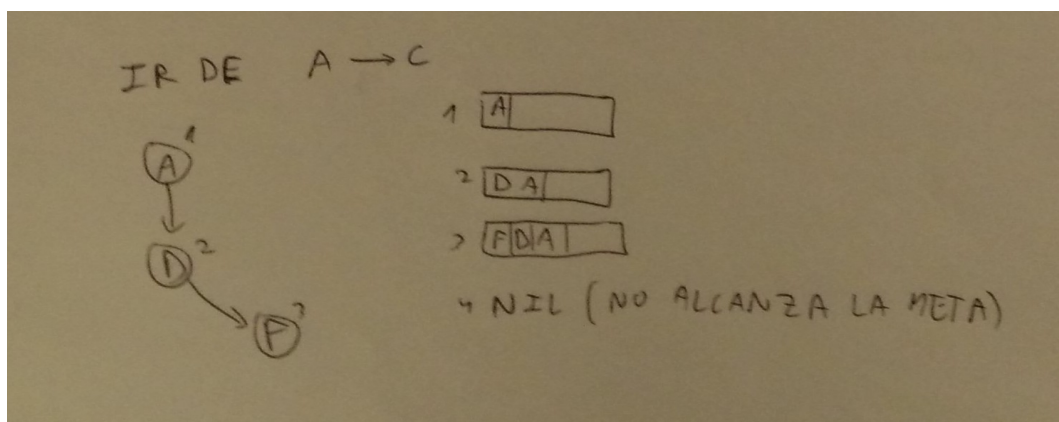 IR DE A → C
A 1
D 2
F 3
1 A
2 D A
3 F D A
4 NIL (NO ALCANZA LA META)